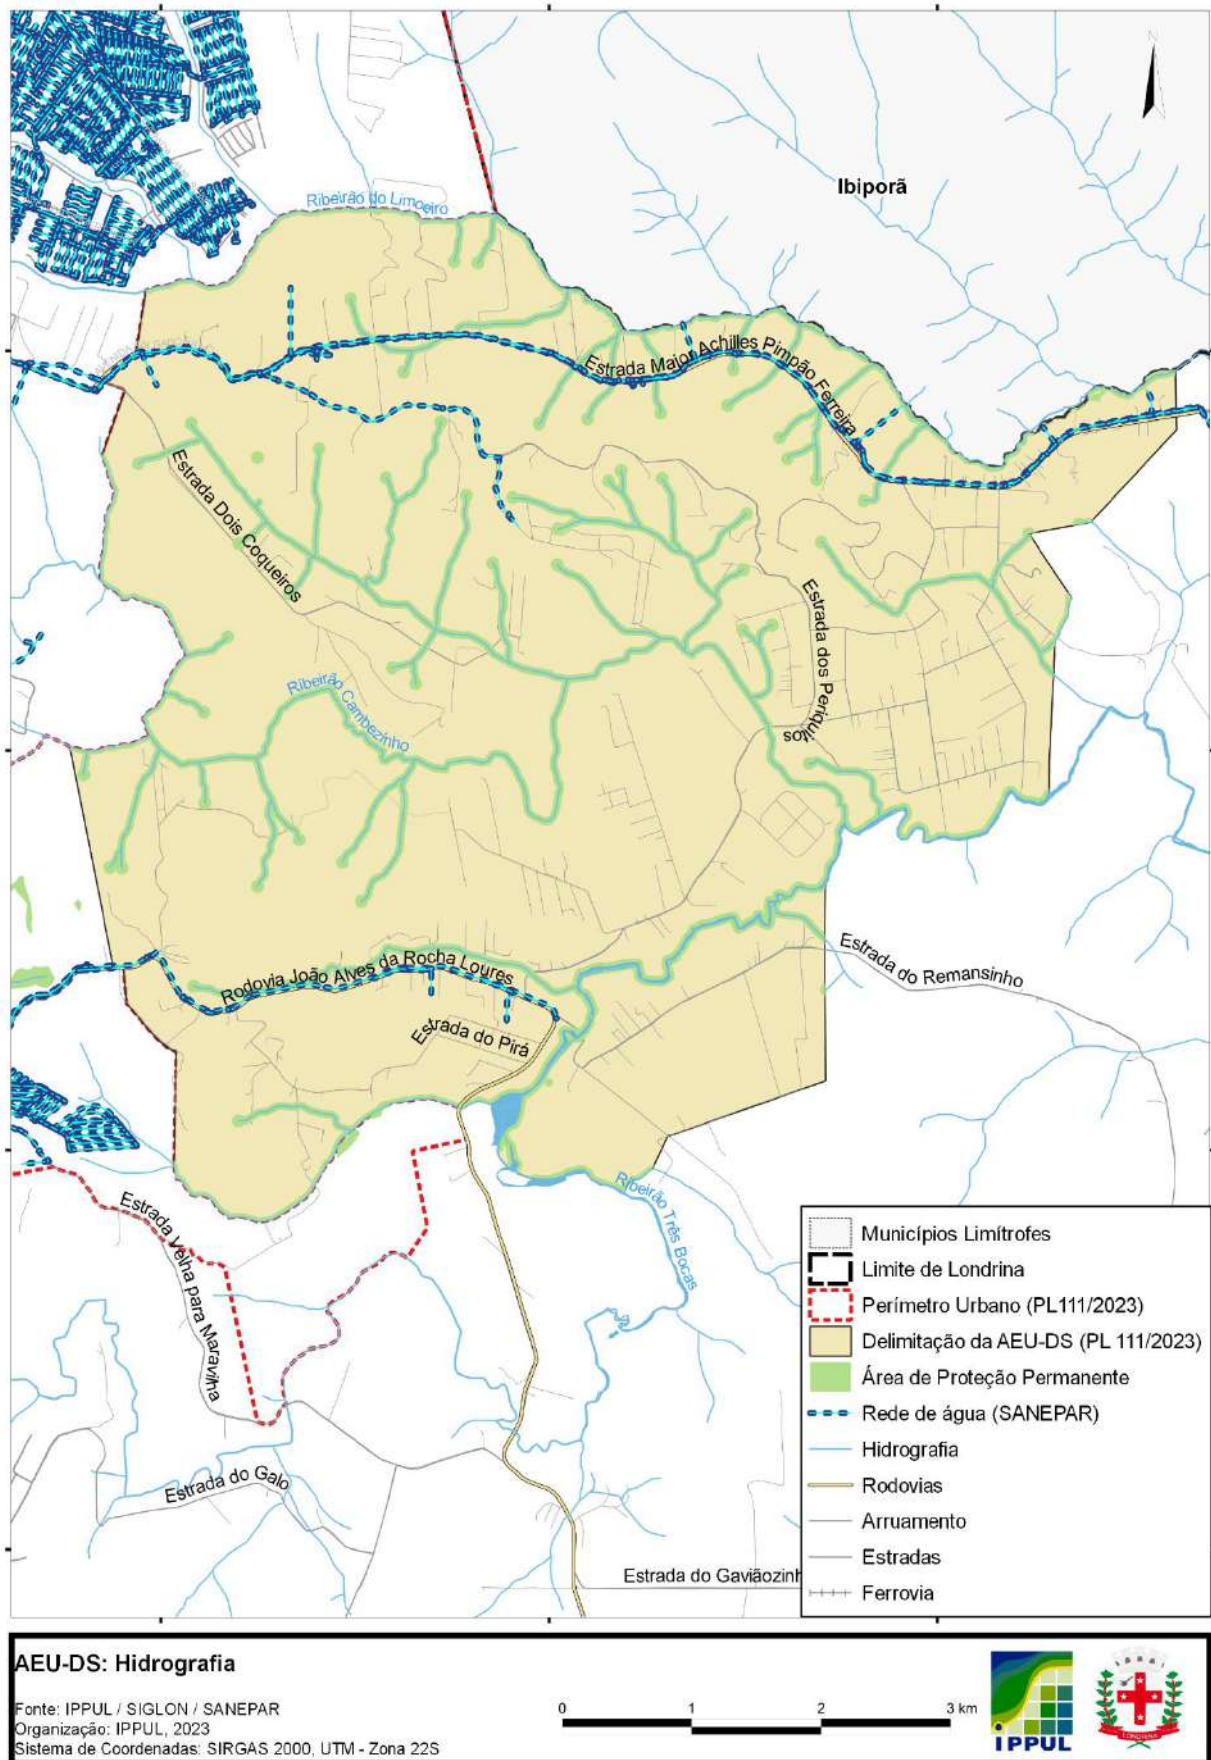 N
Ibiporã
Ribeirão do Limoeiro
Estrada Major Achilles Pimpão Ferreira
Estrada Dois Coqueiros
Estrada dos Periquitos
Ribeirão Cambezinho
Estrada do Remansinho
Rodovia João Alves da Rocha Loures
Estrada do Pirá
Ribeirão Três Bocas
Estrada Velha para Maravilha
Estrada do Galo
Estrada do Gaviãozinh
Municípios Limítrofes
Limite de Londrina
Perímetro Urbano (PL111/2023)
Delimitação da AEU-DS (PL 111/2023)
Área de Proteção Permanente
Rede de água (SANEPAR)
Hidrografia
Rodovias
Arruamento
Estradas
Ferrovia
AEU-DS: Hidrografia
Fonte: IPPUL / SIGLON / SANEPAR
Organização: IPPUL, 2023
Sistema de Coordenadas: SIRGAS 2000, UTM - Zona 22S
0 1 2 3 km
IPPUL
LONDRINA